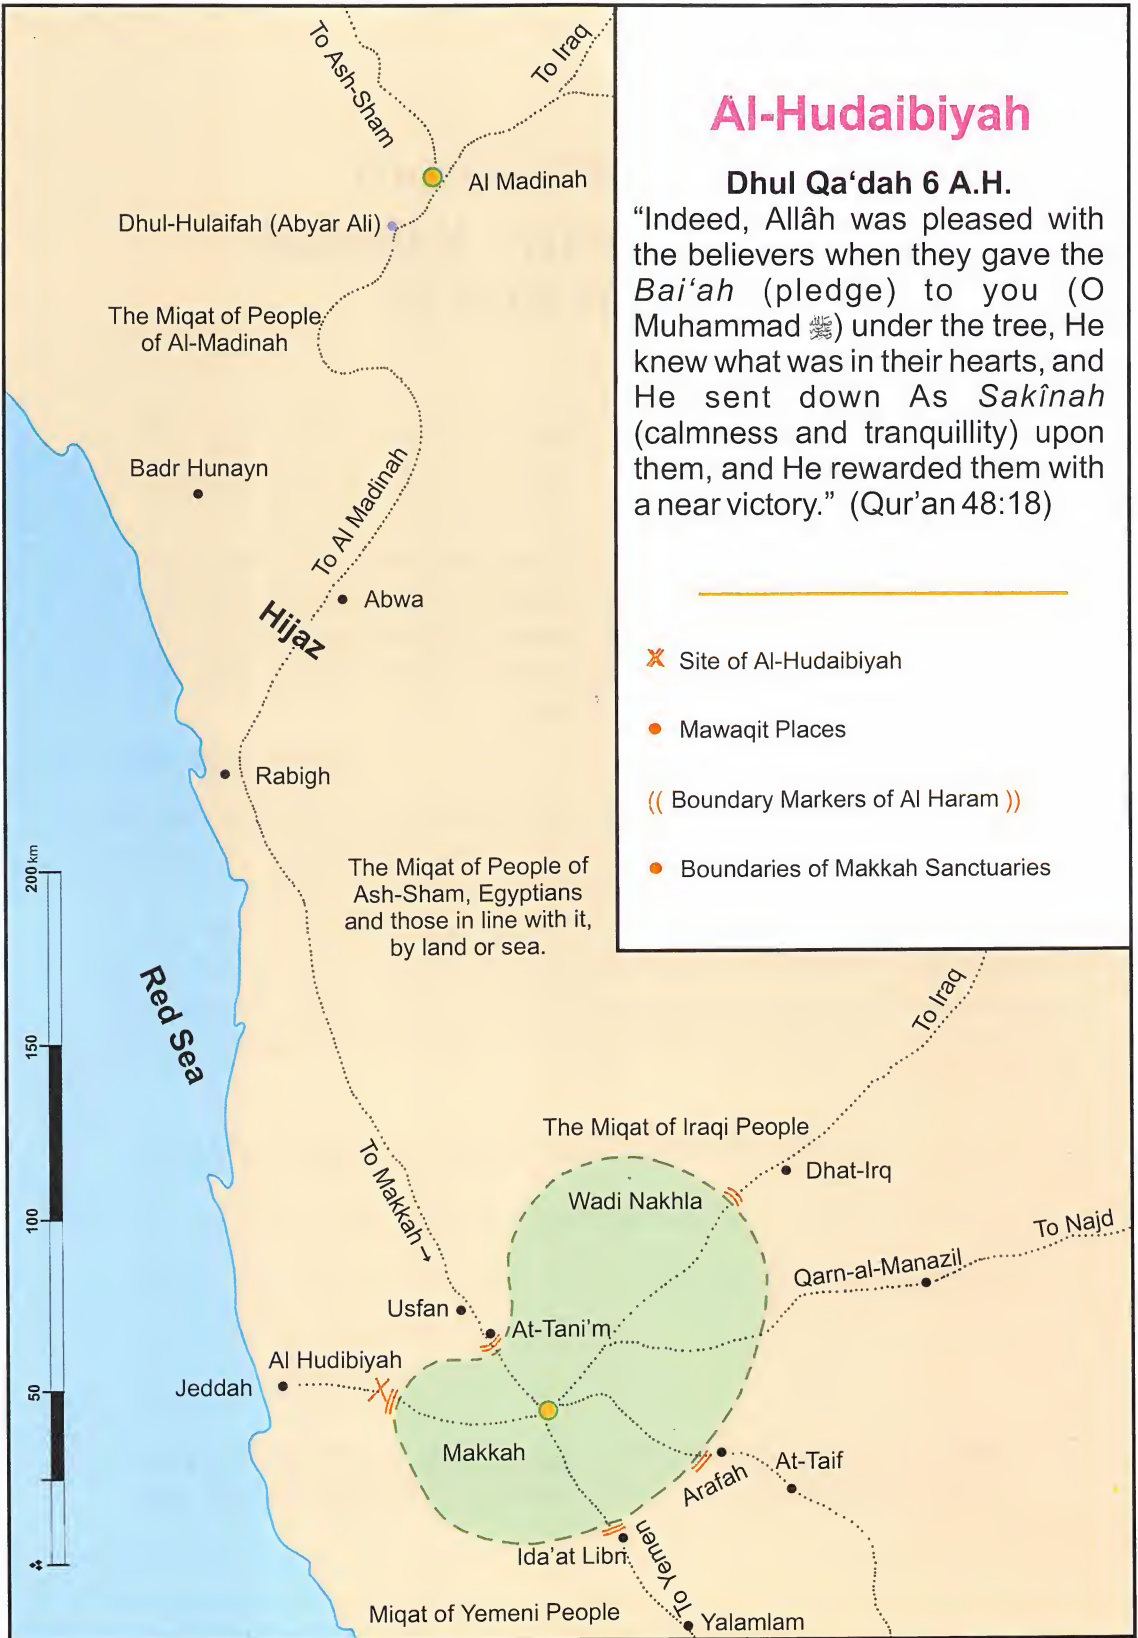 To Ash-Sham
To Iraq
Al-Hudaibiyah
Dhul Qa‘dah 6 A.H.
“Indeed, Allâh was pleased with
the believers when they gave the
Bai‘ah (pledge) to you (O
Muhammad ﷺ) under the tree, He
knew what was in their hearts, and
He sent down As Sakînah
(calmness and tranquillity) upon
them, and He rewarded them with
a near victory.” (Qur’an 48:18)
Site of Al-Hudaibiyah
Mawaqit Places
(( Boundary Markers of Al Haram ))
Boundaries of Makkah Sanctuaries
Al Madinah
Dhul-Hulaifah (Abyar Ali)
The Miqat of People
of Al-Madinah
Badr Hunayn
To Al Madinah
Abwa
Hijaz
Rabigh
The Miqat of People of
Ash-Sham, Egyptians
and those in line with it,
by land or sea.
200 km
150
100
50
Red Sea
To Iraq
The Miqat of Iraqi People
Dhat-Irq
Wadi Nakhla
To Makkah →
To Najd
Qarn-al-Manazil
Usfan
At-Tani’m
Al Hudibiyah
Jeddah
Makkah
At-Taif
Arafah
Ida’at Libn
To Yemen
Miqat of Yemeni People
Yalamlam